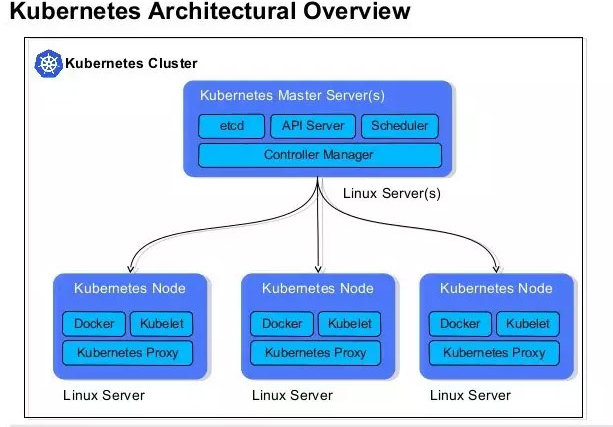 Kubernetes Architectural Overview
Kubernetes Cluster
Kubernetes Master Server(s)
etcd API Server Scheduler
Controller Manager
Linux Server(s)
Kubernetes Node Kubernetes Node Kubernetes Node
Docker Kubelet Docker Kubelet Docker Kubelet
Kubernetes Proxy Kubernetes Proxy Kubernetes Proxy
Linux Server Linux Server Linux Server